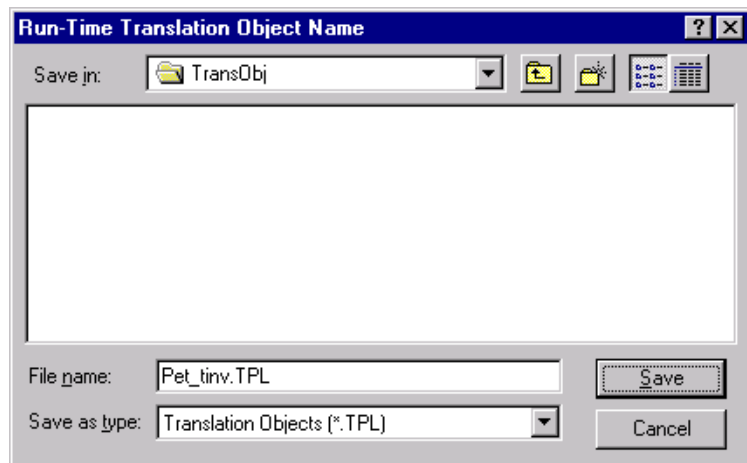 Run-Time Translation Object Name
Save in: TransObj
File name: Pet_tinv.TPL Save
Save as type: Translation Objects (*.TPL) Cancel